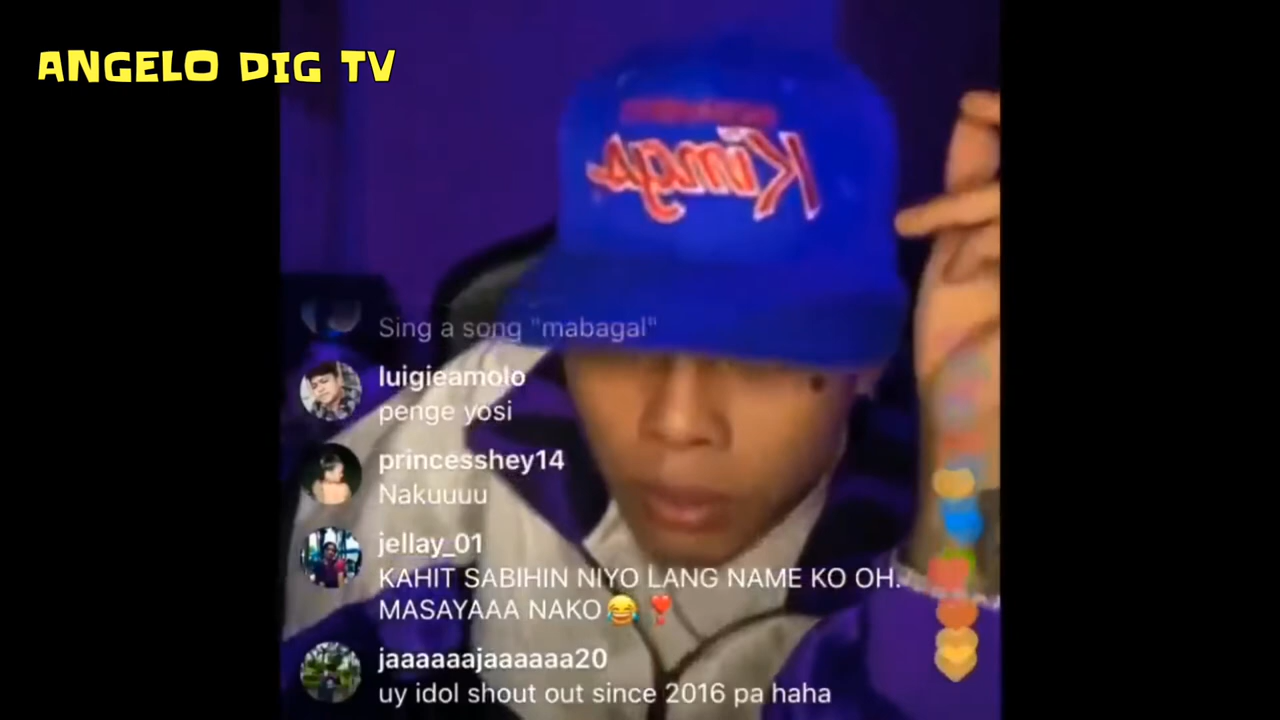 ANGELO DIG TV
Kings
Sing a song "mabagal"
luigieamolo
penge yosi
princesshey14
Nakuuuu
jellay_01
KAHIT SABIHIN NIYO LANG NAME KO OH.
MASAYAAA NAKO😂❣️
jaaaaaajaaaaaa20
uy idol shout out since 2016 pa haha